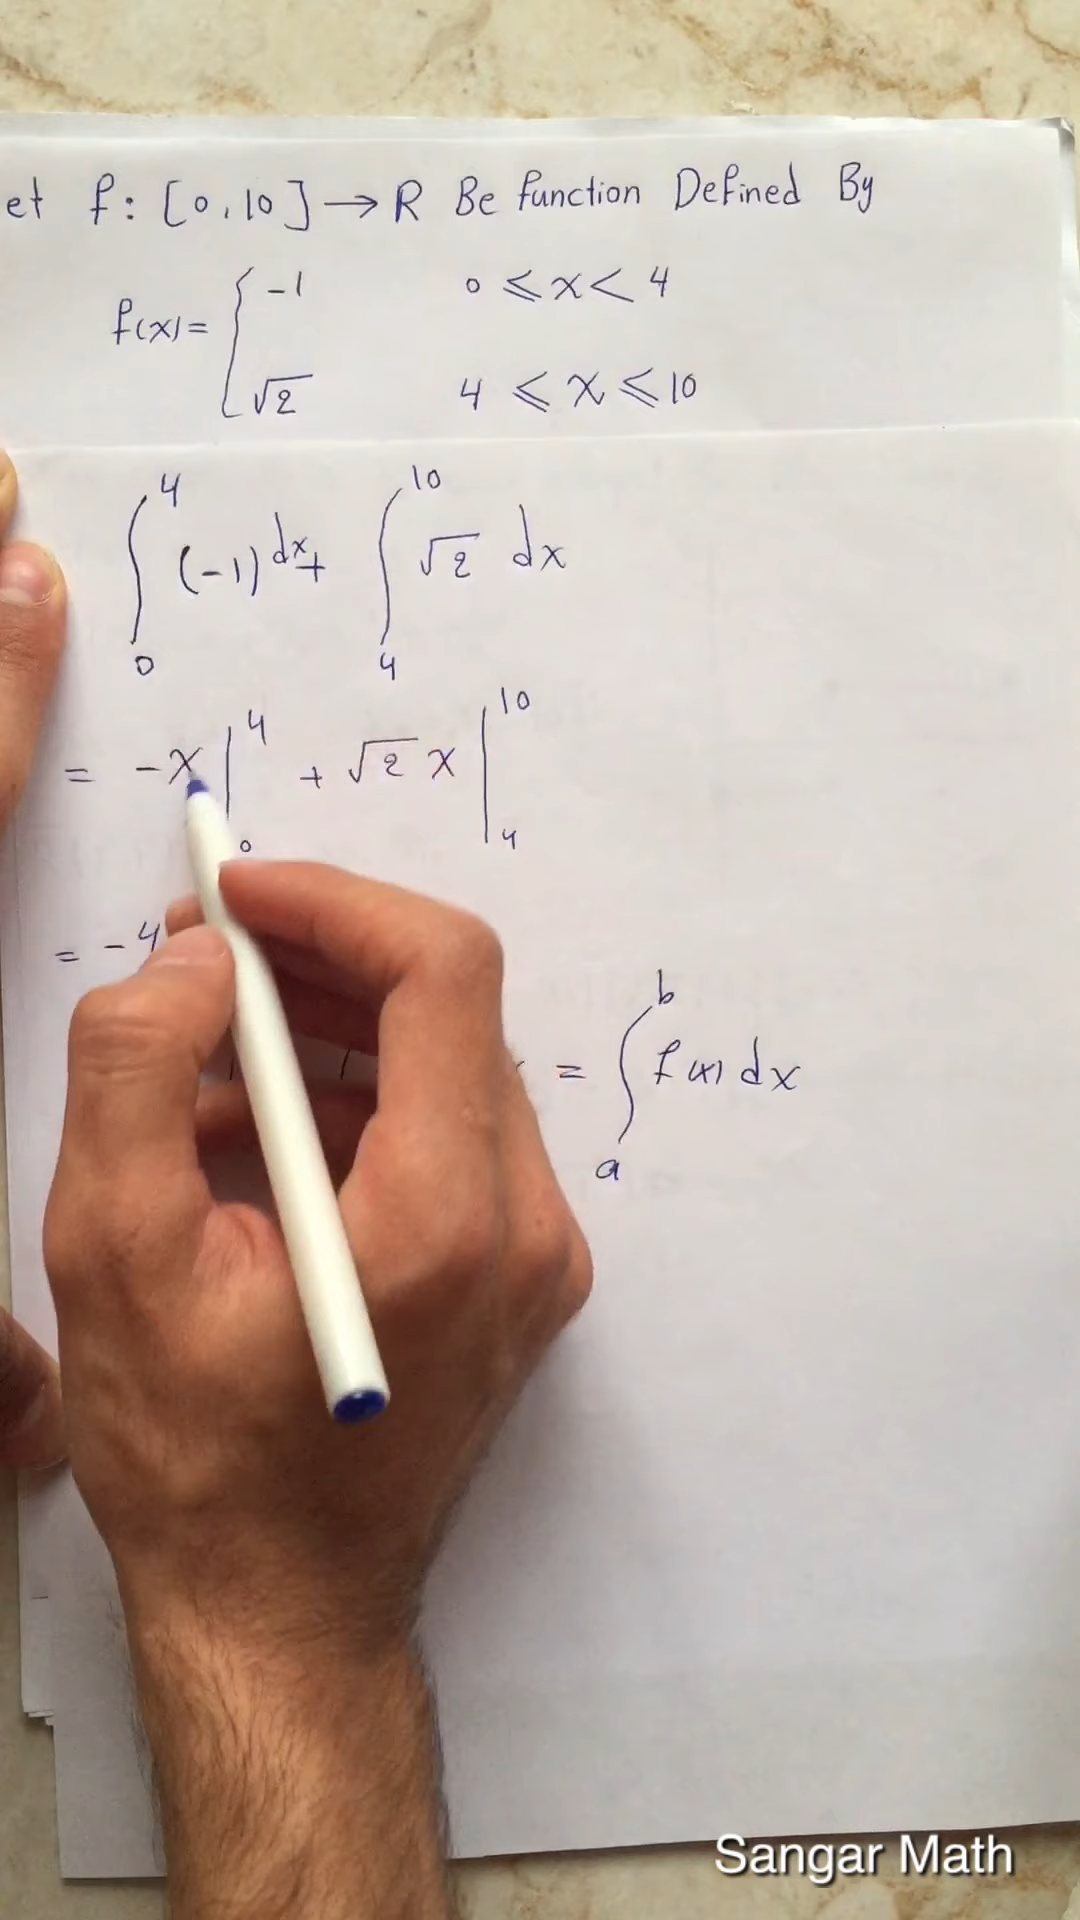 et f: [0,10] → R Be function Defined By
f(x) = { -1   0 ⩽ x < 4
√2   4 ⩽ x ⩽ 10
∫₀⁴ (-1) dx + ∫₄¹⁰ √2 dx
= -x |₀⁴ + √2 x |₄¹⁰
= -4
= ∫ₐᵇ f(x) dx
Sangar Math